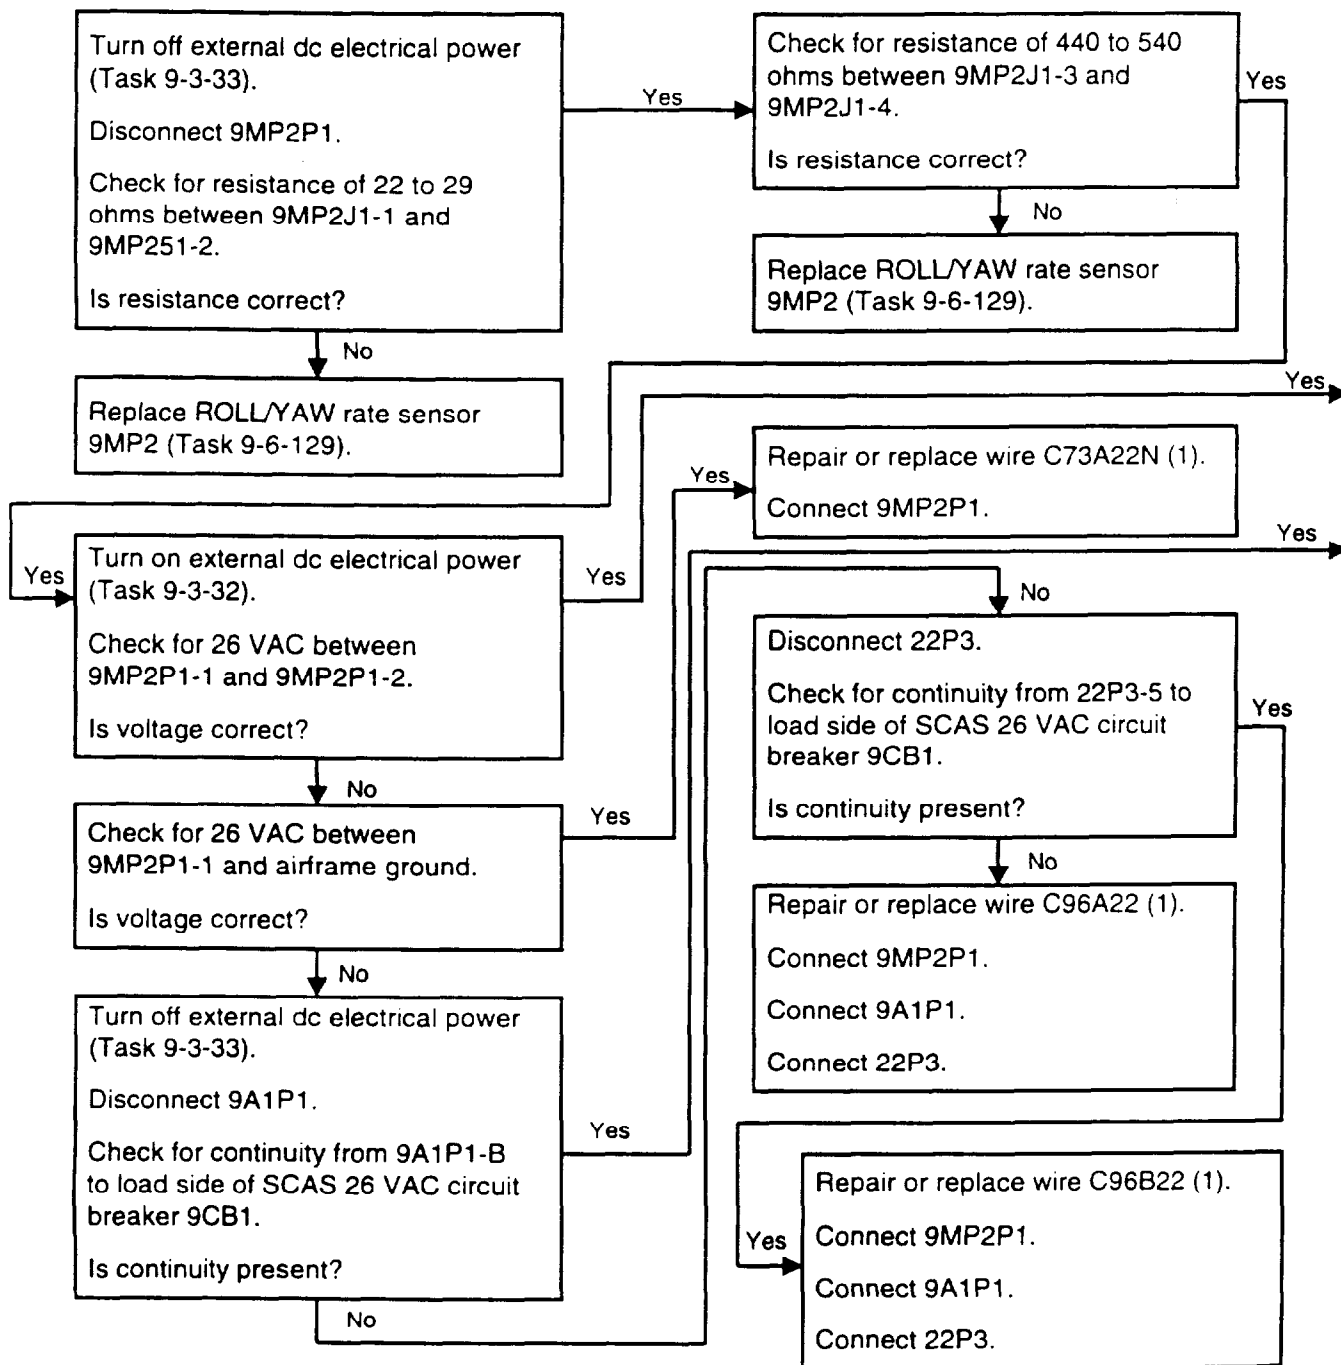 Turn off external dc electrical power
(Task 9-3-33).
Disconnect 9MP2P1.
Check for resistance of 22 to 29
ohms between 9MP2J1-1 and
9MP251-2.
Is resistance correct?
Yes
Check for resistance of 440 to 540
ohms between 9MP2J1-3 and
9MP2J1-4.
Is resistance correct?
Yes
No
Replace ROLL/YAW rate sensor
9MP2 (Task 9-6-129).
No
Replace ROLL/YAW rate sensor
9MP2 (Task 9-6-129).
Yes
Yes
Repair or replace wire C73A22N (1).
Connect 9MP2P1.
Yes
Yes
Turn on external dc electrical power
(Task 9-3-32).
Check for 26 VAC between
9MP2P1-1 and 9MP2P1-2.
Is voltage correct?
Yes
No
Disconnect 22P3.
Check for continuity from 22P3-5 to
load side of SCAS 26 VAC circuit
breaker 9CB1.
Is continuity present?
Yes
No
Check for 26 VAC between
9MP2P1-1 and airframe ground.
Is voltage correct?
Yes
No
Repair or replace wire C96A22 (1).
Connect 9MP2P1.
Connect 9A1P1.
Connect 22P3.
No
Turn off external dc electrical power
(Task 9-3-33).
Disconnect 9A1P1.
Check for continuity from 9A1P1-B
to load side of SCAS 26 VAC circuit
breaker 9CB1.
Is continuity present?
Yes
No
Yes
Repair or replace wire C96B22 (1).
Connect 9MP2P1.
Connect 9A1P1.
Connect 22P3.